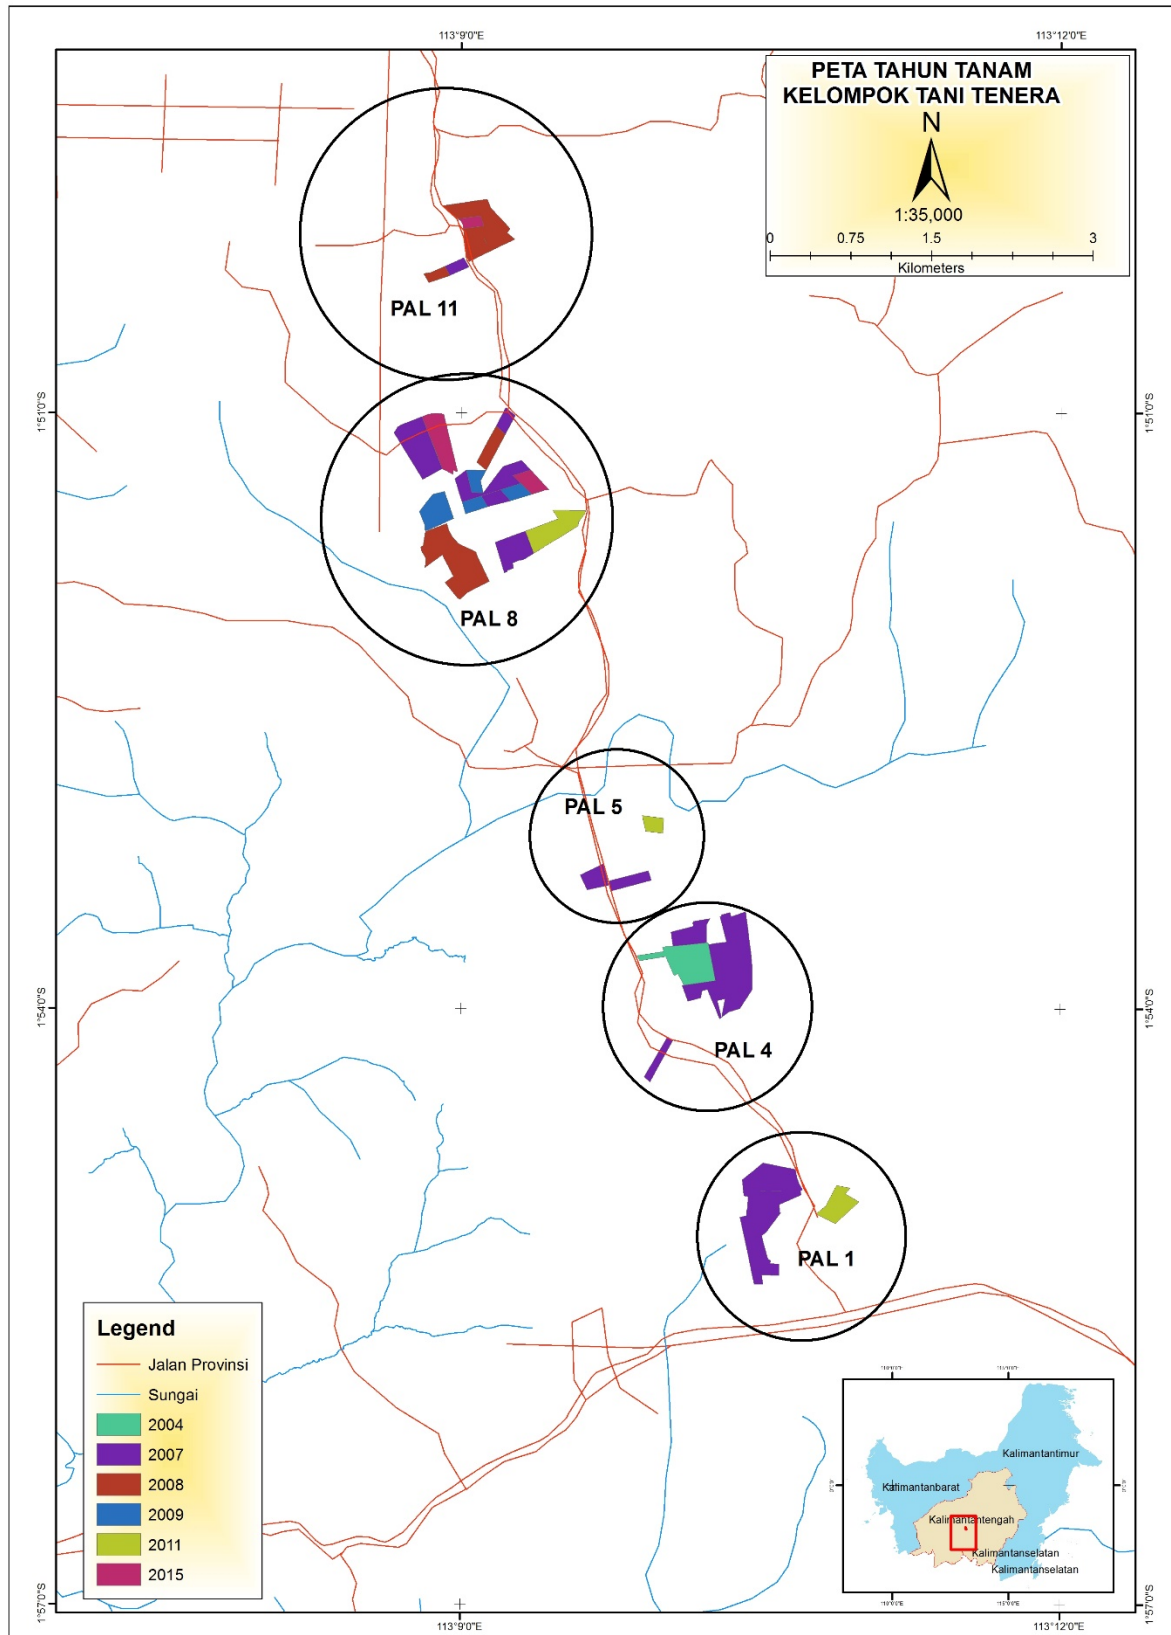 113°9'0"E
113°12'0"E
PETA TAHUN TANAM
KELOMPOK TANI TENERA
N
1:35,000
0 0.75 1.5 3
Kilometers
PAL 11
1°51'0"S
1°51'0"S
PAL 8
PAL 5
1°54'0"S
1°54'0"S
PAL 4
PAL 1
Legend
Jalan Provinsi
Sungai
2004
2007
2008
2009
2011
2015
Kalimantantimur
Kalimantanbarat
Kalimantantengah
Kalimantanselatan
Kalimantanselatan
1°57'0"S
1°57'0"S
113°9'0"E
113°12'0"E